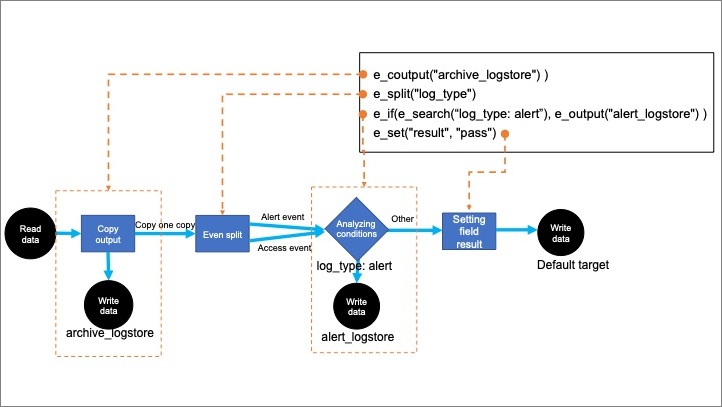 e_coutput("archive_logstore") )
e_split("log_type")
e_if(e_search(“log_type: alert”), e_output("alert_logstore") )
e_set("result", "pass")
Read
data
Copy
output
Copy one copy
Even split
Alert event
Access event
Analyzing
conditions
Other
Setting
field
result
Write
data
Default target
log_type: alert
Write
data
archive_logstore
Write
data
alert_logstore